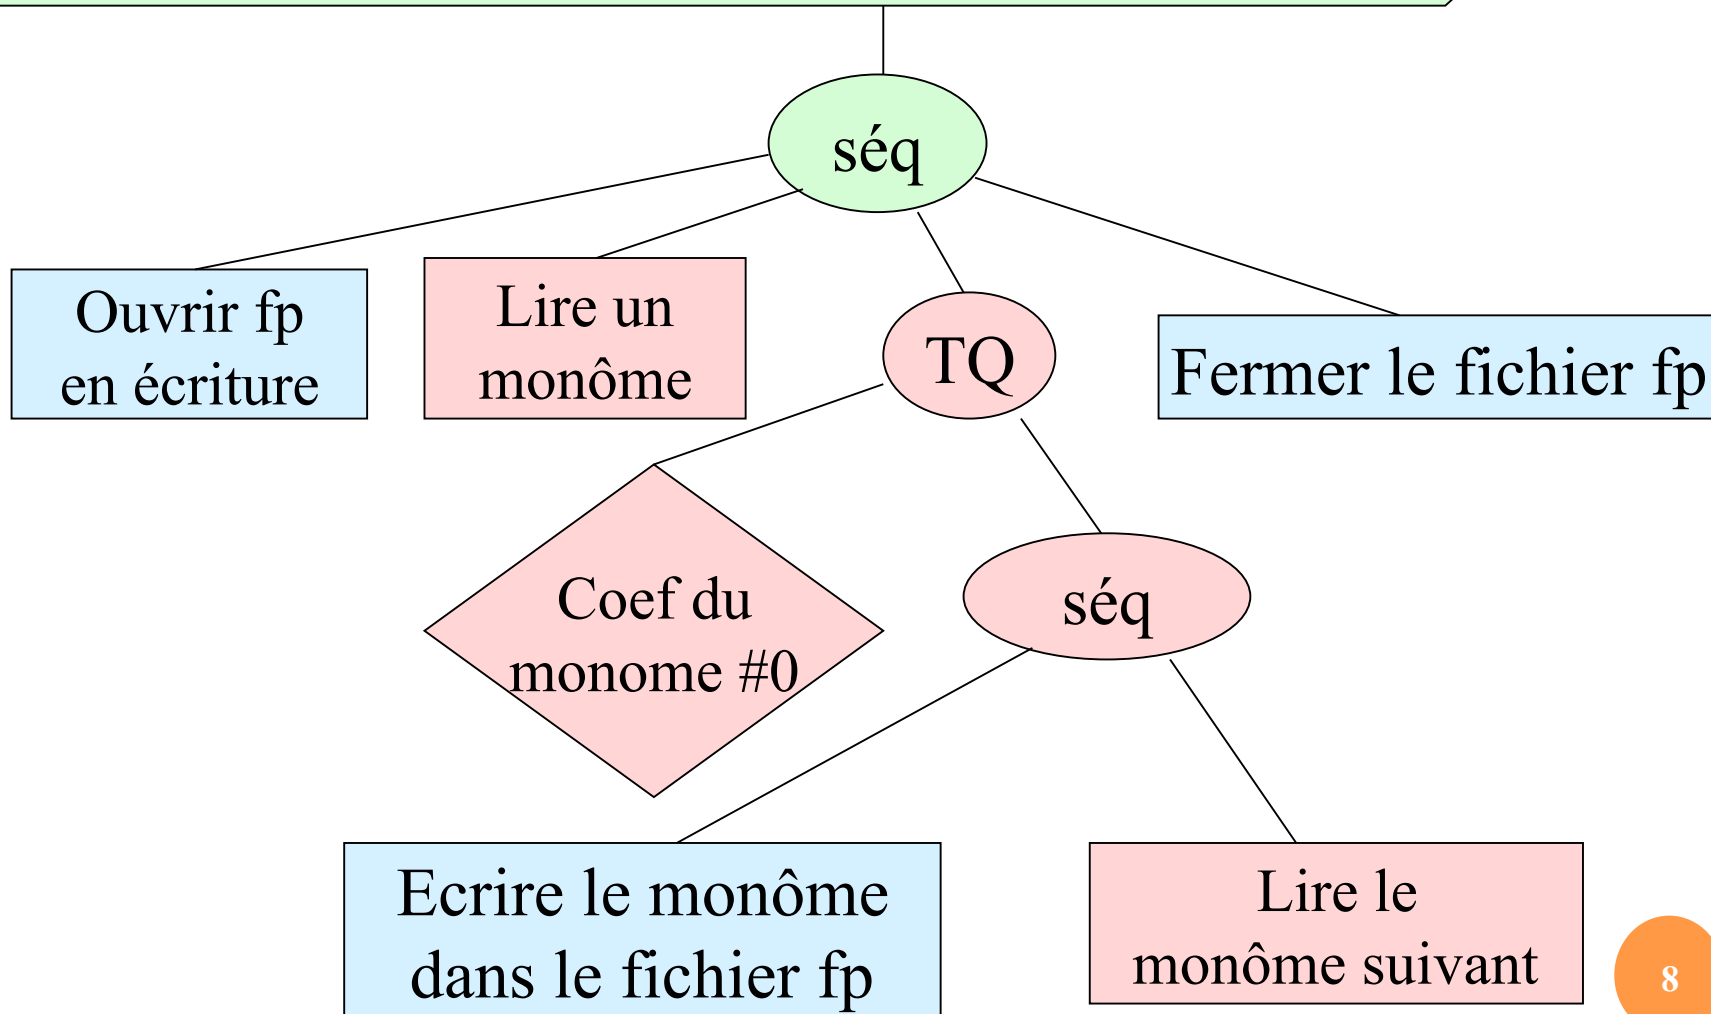 séq
Ouvrir fp
en écriture
Lire un
monôme
TQ
Fermer le fichier fp
Coef du
monome #0
séq
Ecrire le monôme
dans le fichier fp
Lire le
monôme suivant
8